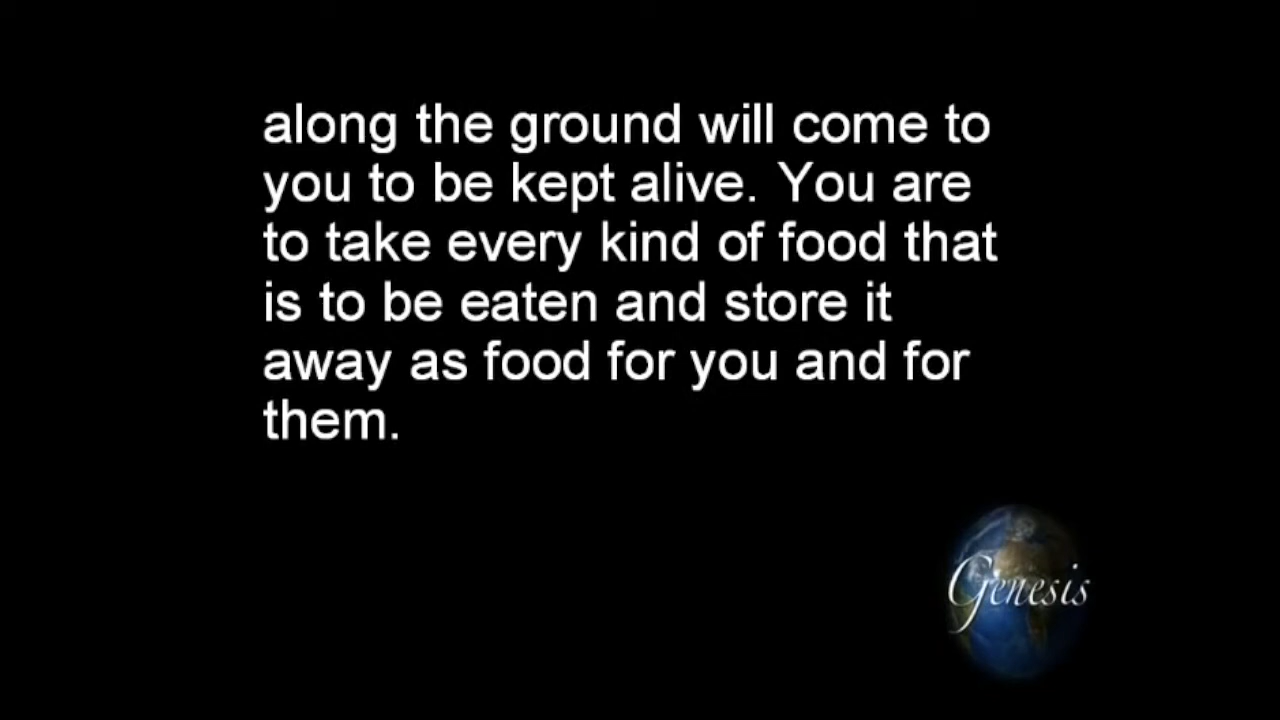 along the ground will come to
you to be kept alive. You are
to take every kind of food that
is to be eaten and store it
away as food for you and for
them.
Genesis